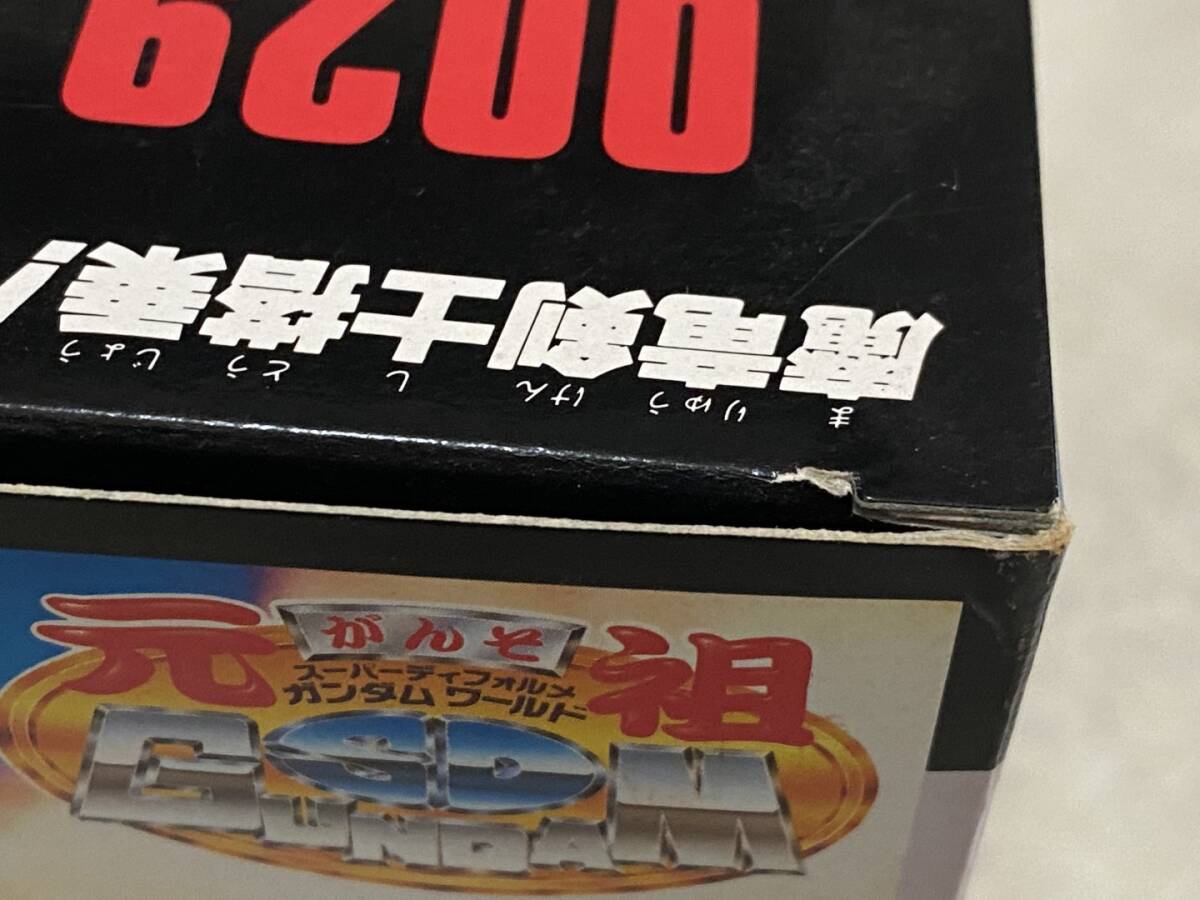 まりゅうけんしとうじょう
魔竜剣士搭乗!
0029
元祖
がんそ
スーパーディフォルメ
ガンダムワールド
SD
GUNDAM